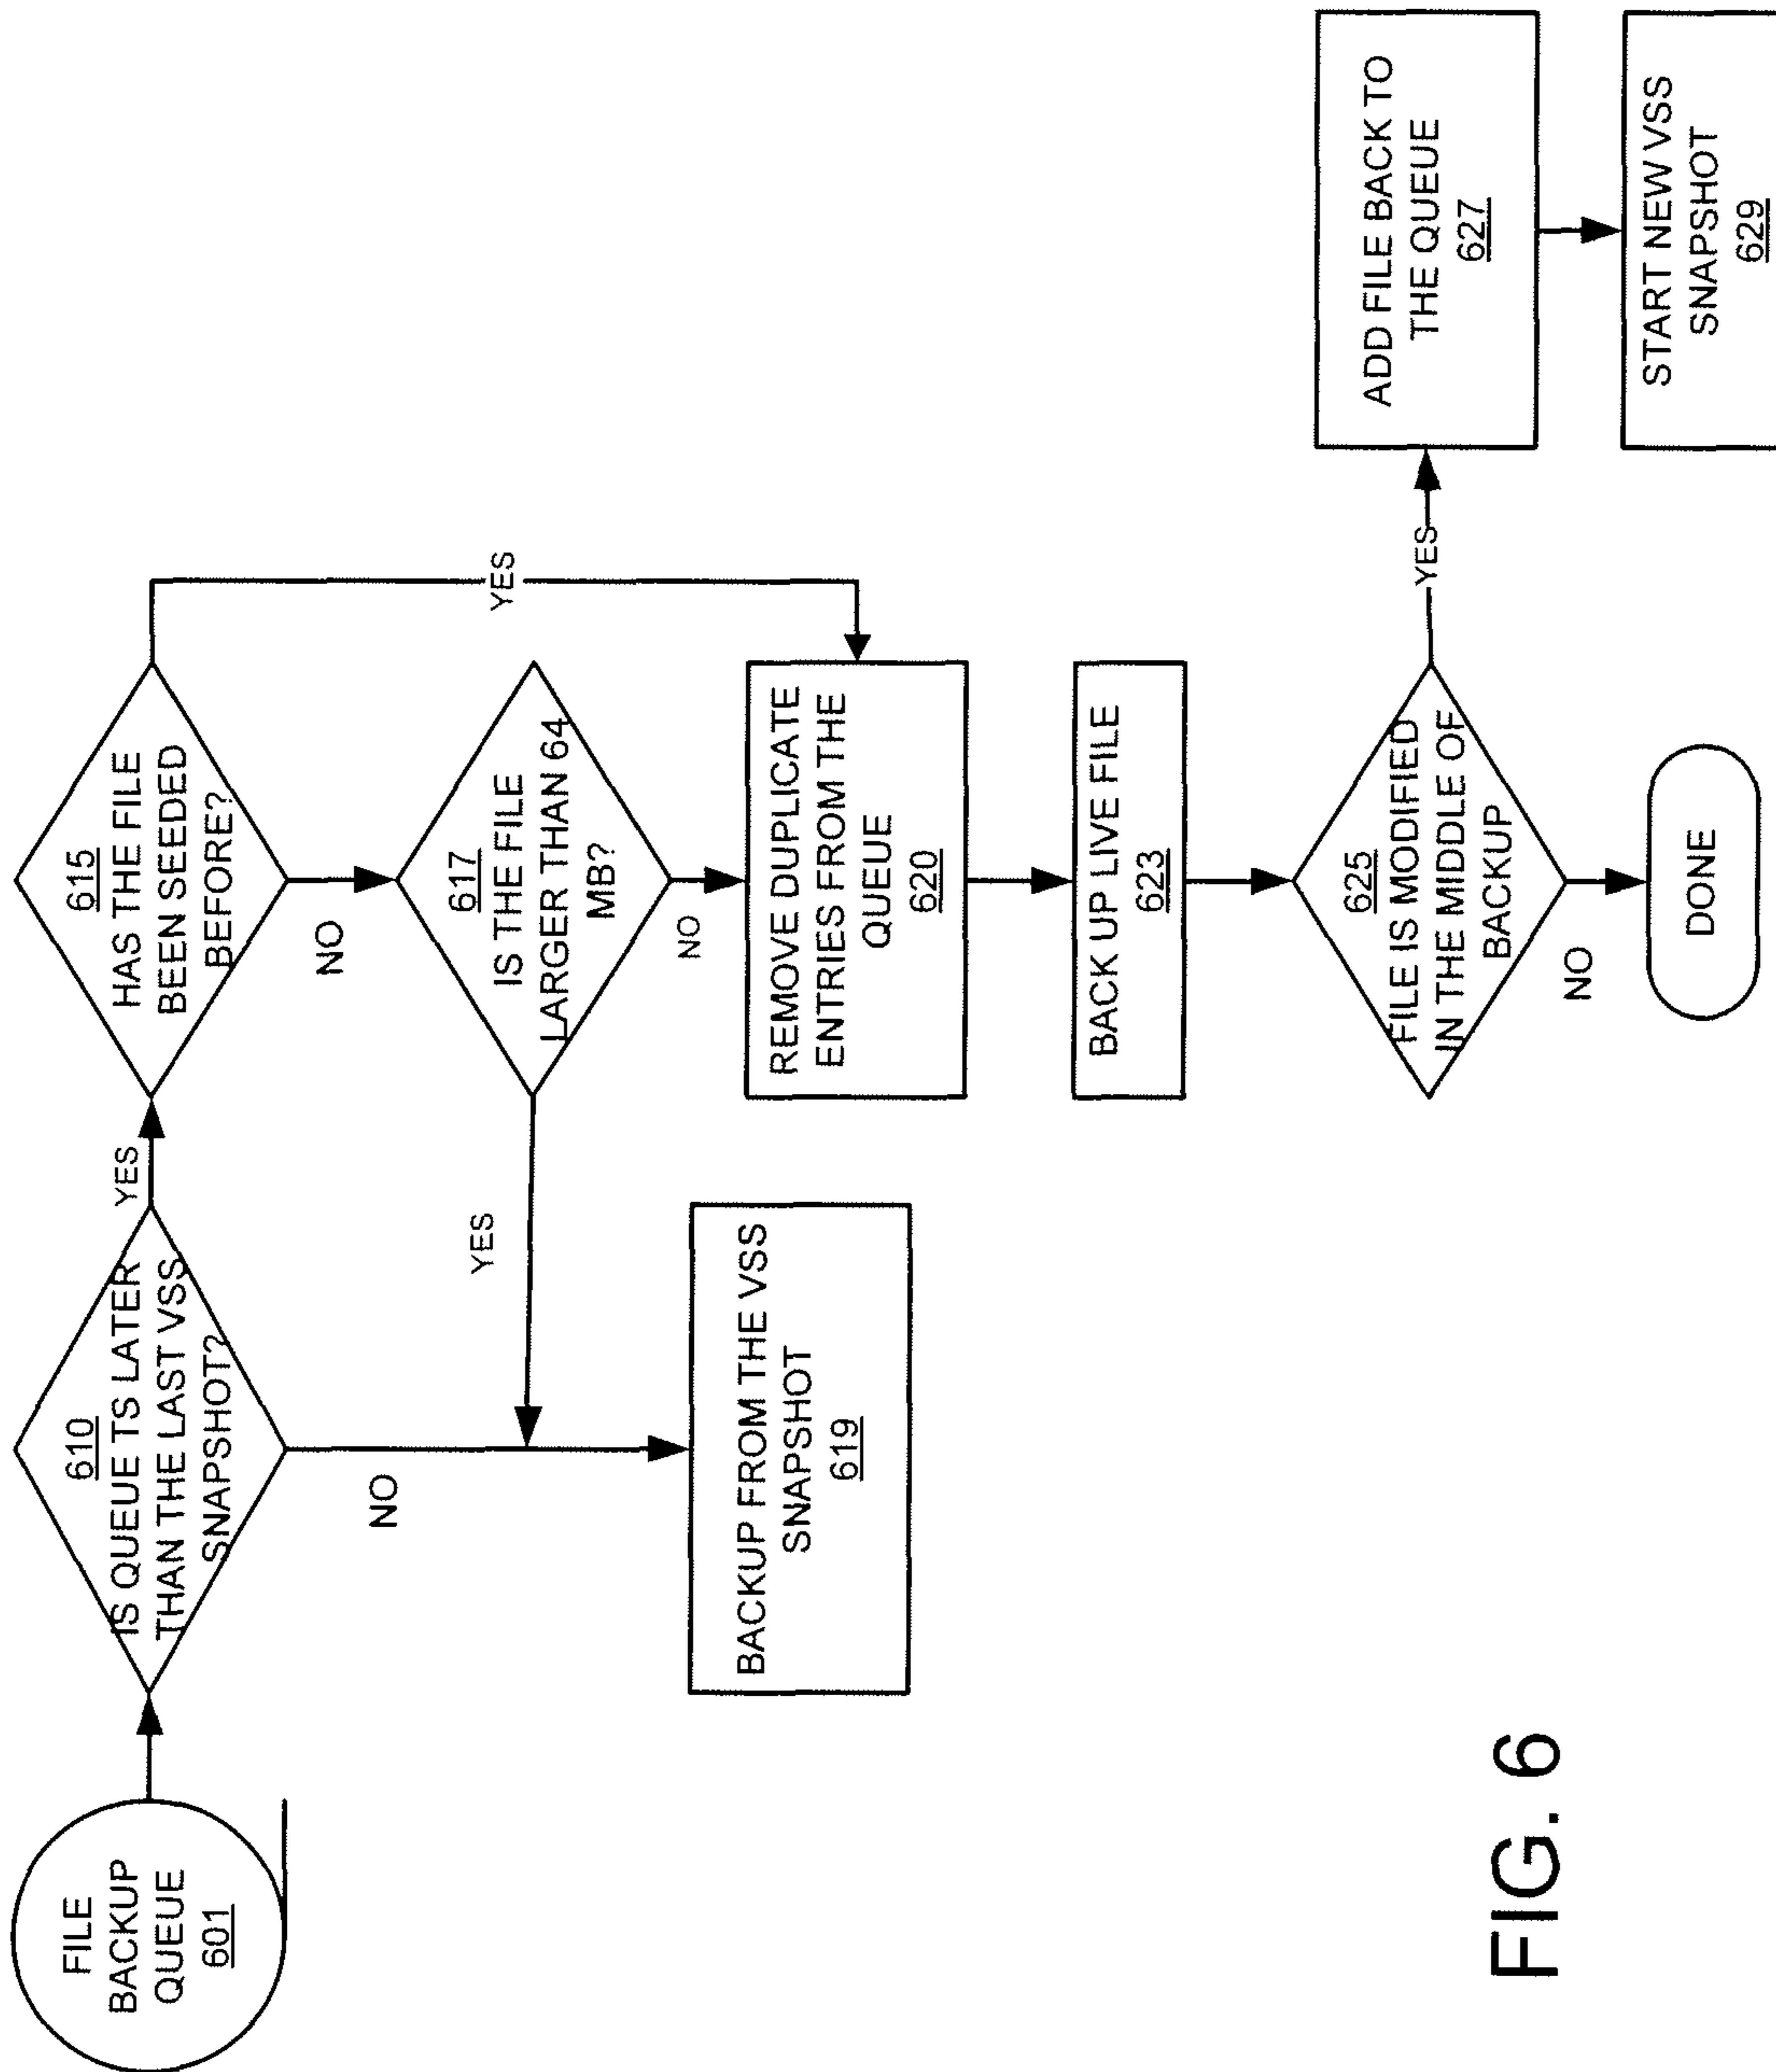 FILE
BACKUP
QUEUE
601
610
IS QUEUE TS LATER
THAN THE LAST VSS
SNAPSHOT?
YES
NO
615
HAS THE FILE
BEEN SEEDED
BEFORE?
YES
NO
617
IS THE FILE
LARGER THAN 64
MB?
YES
NO
BACKUP FROM THE VSS
SNAPSHOT
619
REMOVE DUPLICATE
ENTRIES FROM THE
QUEUE
620
BACK UP LIVE FILE
623
625
FILE IS MODIFIED
IN THE MIDDLE OF
BACKUP
YES
NO
ADD FILE BACK TO
THE QUEUE
627
START NEW VSS
SNAPSHOT
629
DONE
FIG. 6